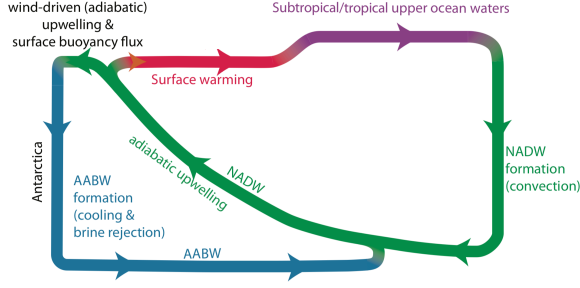 wind-driven (adiabatic)
upwelling &
surface buoyancy flux
Subtropical/tropical upper ocean waters
Surface warming
Antarctica
AABW
formation
(cooling &
brine rejection)
adiabatic upwelling
NADW
NADW
formation
(convection)
AABW